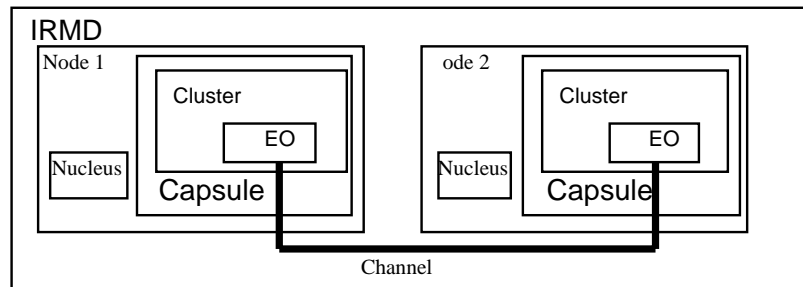 IRMD
Node 1
Cluster
EO
Nucleus
Capsule
ode 2
Cluster
EO
Nucleus
Capsule
Channel